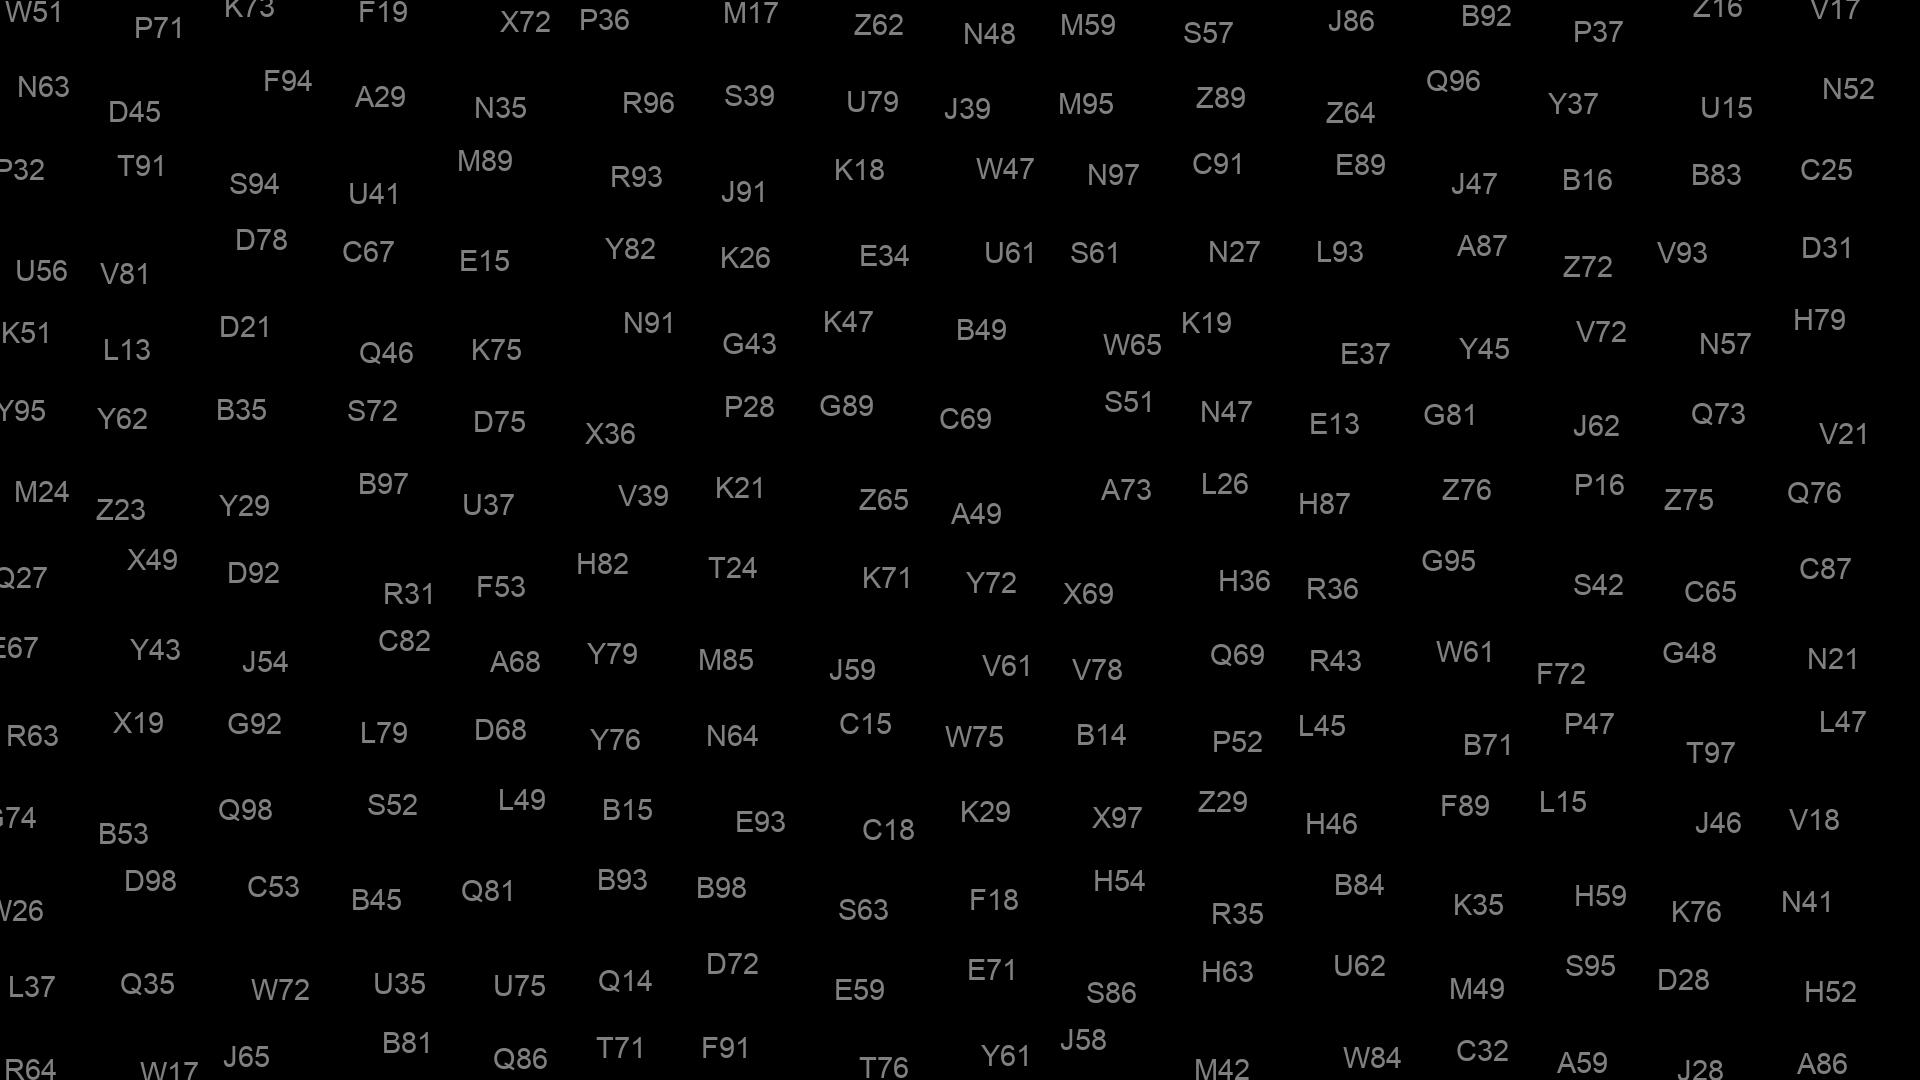 W51 P71 K73 F19 X72 P36 M17 Z62 N48 M59 S57 J86 B92 P37 Z16 V17
N63 D45 F94 A29 N35 R96 S39 U79 J39 M95 Z89 Z64 Q96 Y37 U15 N52
P32 T91 S94 U41 M89 R93 J91 K18 W47 N97 C91 E89 J47 B16 B83 C25
U56 V81 D78 C67 E15 Y82 K26 E34 U61 S61 N27 L93 A87 Z72 V93 D31
K51 L13 D21 Q46 K75 N91 G43 K47 B49 W65 K19 E37 Y45 V72 N57 H79
Y95 Y62 B35 S72 D75 X36 P28 G89 C69 S51 N47 E13 G81 J62 Q73 V21
M24 Z23 Y29 B97 U37 V39 K21 Z65 A49 A73 L26 H87 Z76 P16 Z75 Q76
Q27 X49 D92 R31 F53 H82 T24 K71 Y72 X69 H36 R36 G95 S42 C65 C87
E67 Y43 J54 C82 A68 Y79 M85 J59 V61 V78 Q69 R43 W61 F72 G48 N21
R63 X19 G92 L79 D68 Y76 N64 C15 W75 B14 P52 L45 B71 P47 T97 L47
B53 Q98 S52 L49 B15 E93 C18 K29 X97 Z29 H46 F89 L15 J46 V18
W26 D98 C53 B45 Q81 B93 B98 S63 F18 H54 R35 B84 K35 H59 K76 N41
L37 Q35 W72 U35 U75 Q14 D72 E59 E71 S86 H63 U62 M49 S95 D28 H52
R64 W17 J65 B81 Q86 T71 F91 T76 Y61 J58 M42 W84 C32 A59 J28 A86